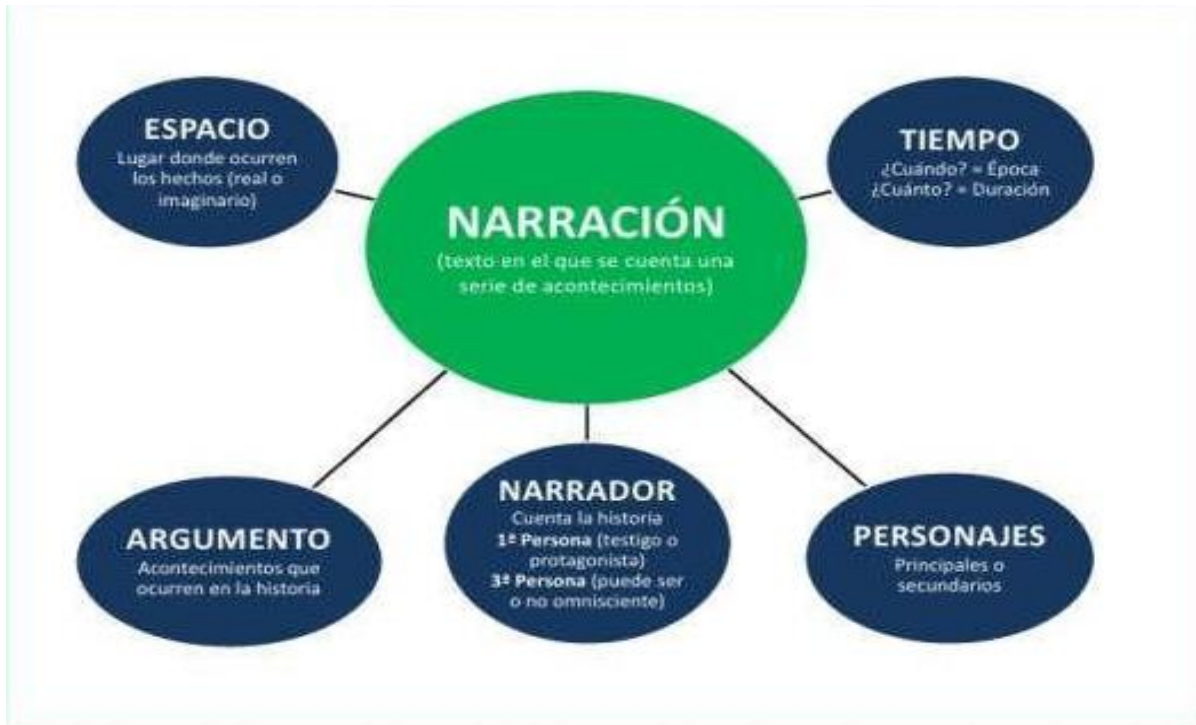 ESPACIO
Lugar donde ocurren
los hechos (real o
imaginario)
NARRACIÓN
(texto en el que se cuenta una
serie de acontecimientos)
TIEMPO
¿Cuándo? = Época
¿Cuánto? = Duración
ARGUMENTO
Acontecimientos que
ocurren en la historia
NARRADOR
Cuenta la historia
1ª Persona (testigo o
protagonista)
3ª Persona (puede ser
o no omnisciente)
PERSONAJES
Principales o
secundarios